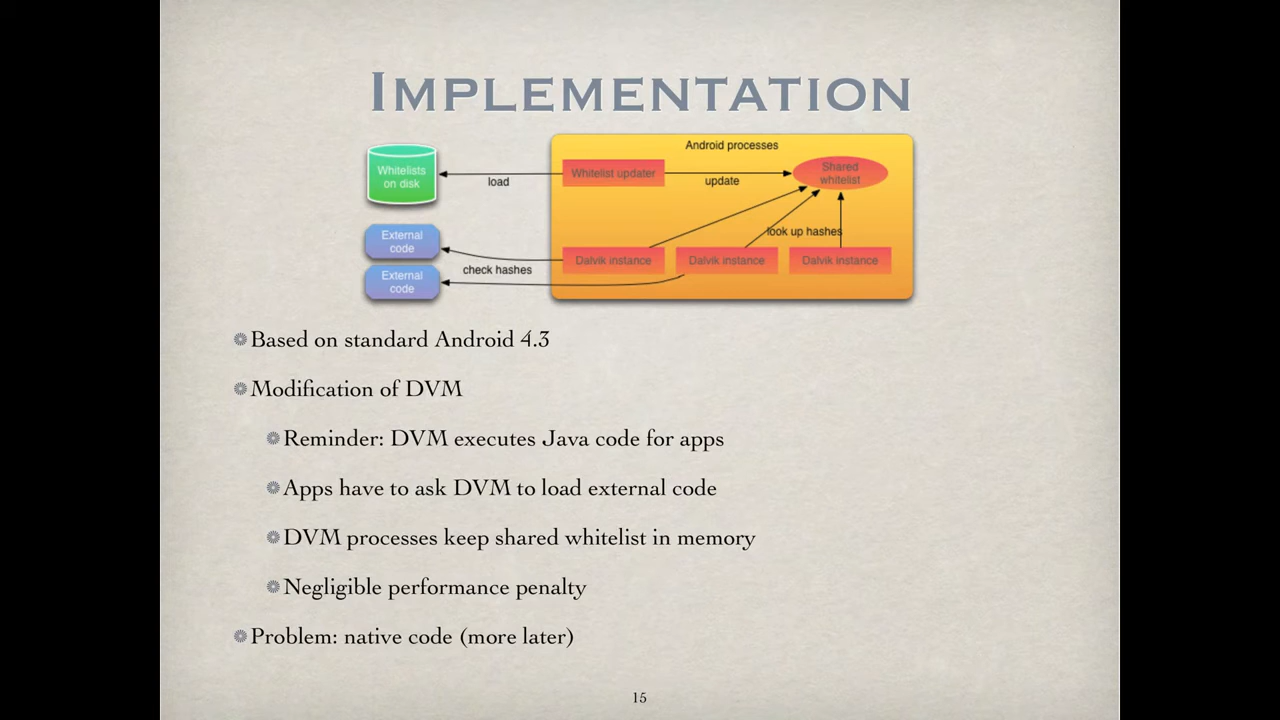 IMPLEMENTATION
Android processes
Whitelists
on disk
load
Whitelist updater
update
Shared
whitelist
External
code
look up hashes
check hashes
Dalvik instance
Dalvik instance
Dalvik instance
External
code
Based on standard Android 4.3
Modification of DVM
Reminder: DVM executes Java code for apps
Apps have to ask DVM to load external code
DVM processes keep shared whitelist in memory
Negligible performance penalty
Problem: native code (more later)
15